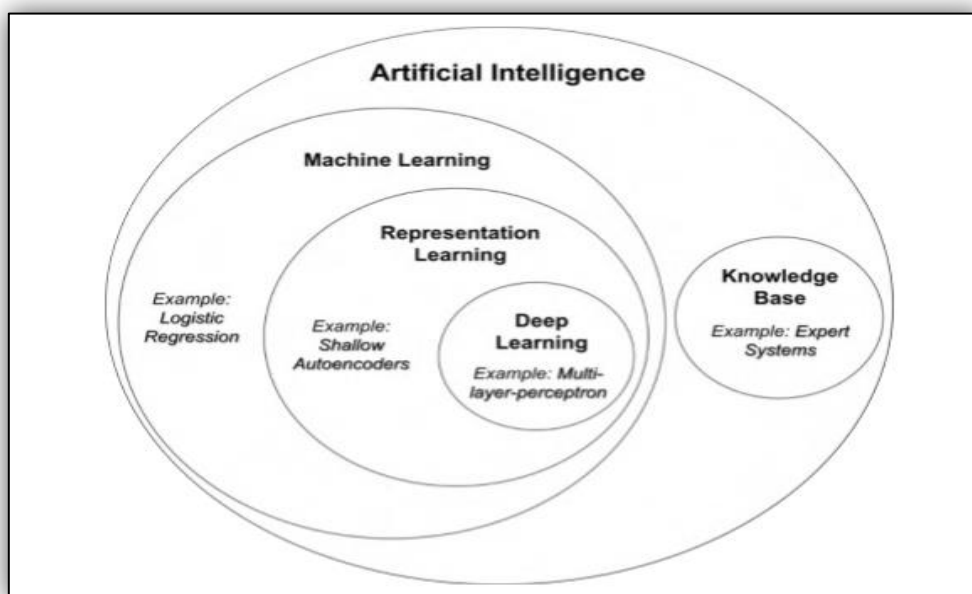 Artificial Intelligence
Machine Learning
Representation
Learning
Example:
Logistic
Regression
Example:
Shallow
Autoencoders
Deep
Learning
Example: Multi-
layer-perceptron
Knowledge
Base
Example: Expert
Systems